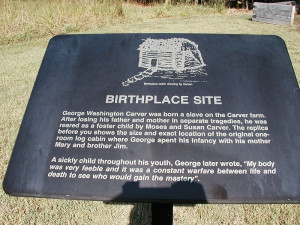 BIRTHPLACE SITE
George Washington Carver was born a slave on the Carver farm.
After losing his father and mother in separate tragedies, he was
reared as a foster child by Moses and Susan Carver. The replica
before you shows the size and exact location of the original one-
room log cabin where George spent his infancy with his mother
Mary and brother Jim.
A sickly child throughout his youth, George later wrote, "My body
was very feeble and it was a constant warfare between life and
death to see who would gain the mastery".